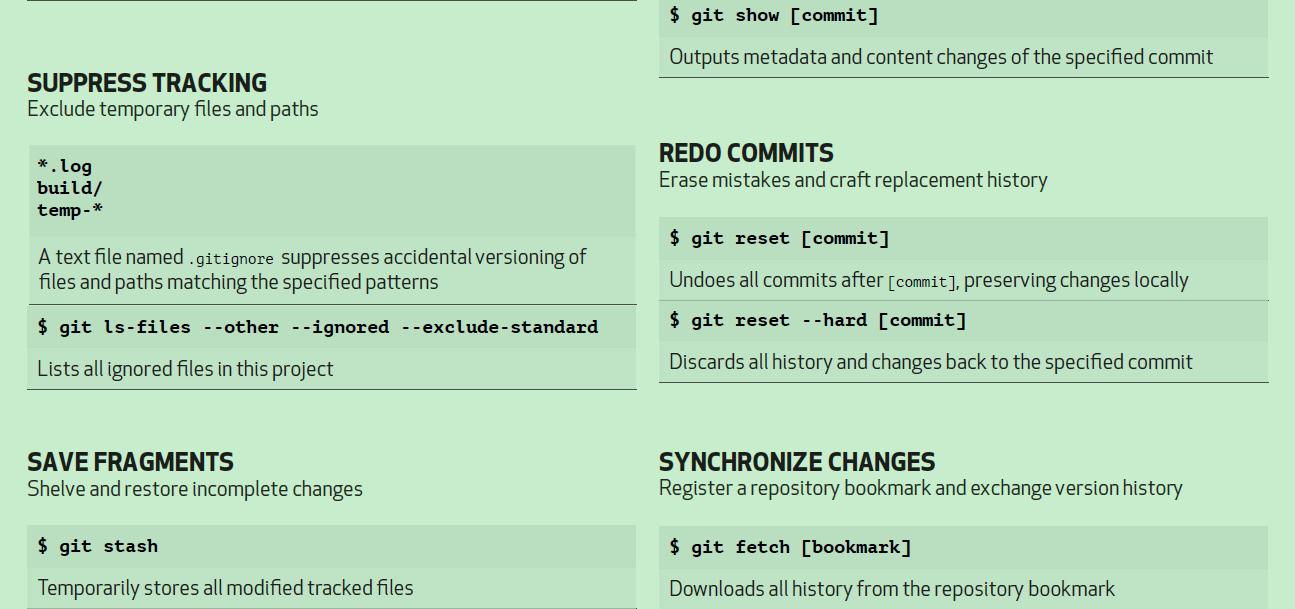 SUPPRESS TRACKING
Exclude temporary files and paths
*.log
build/
temp-*
A text file named .gitignore suppresses accidental versioning of
files and paths matching the specified patterns
$ git ls-files --other --ignored --exclude-standard
Lists all ignored files in this project
SAVE FRAGMENTS
Shelve and restore incomplete changes
$ git stash
Temporarily stores all modified tracked files
$ git show [commit]
Outputs metadata and content changes of the specified commit
REDO COMMITS
Erase mistakes and craft replacement history
$ git reset [commit]
Undoes all commits after [commit], preserving changes locally
$ git reset --hard [commit]
Discards all history and changes back to the specified commit
SYNCHRONIZE CHANGES
Register a repository bookmark and exchange version history
$ git fetch [bookmark]
Downloads all history from the repository bookmark